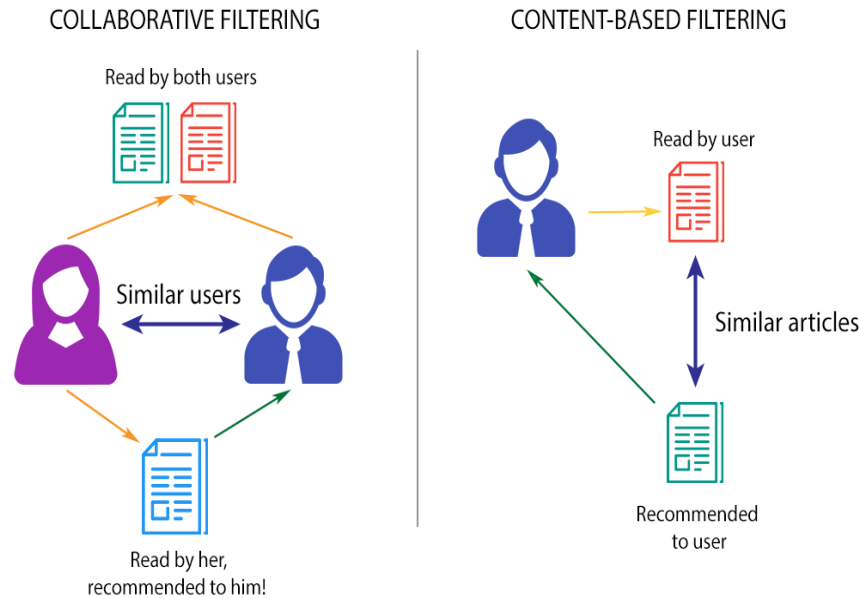 COLLABORATIVE FILTERING
Read by both users
Similar users
Read by her,
recommended to him!
CONTENT-BASED FILTERING
Read by user
Similar articles
Recommended
to user